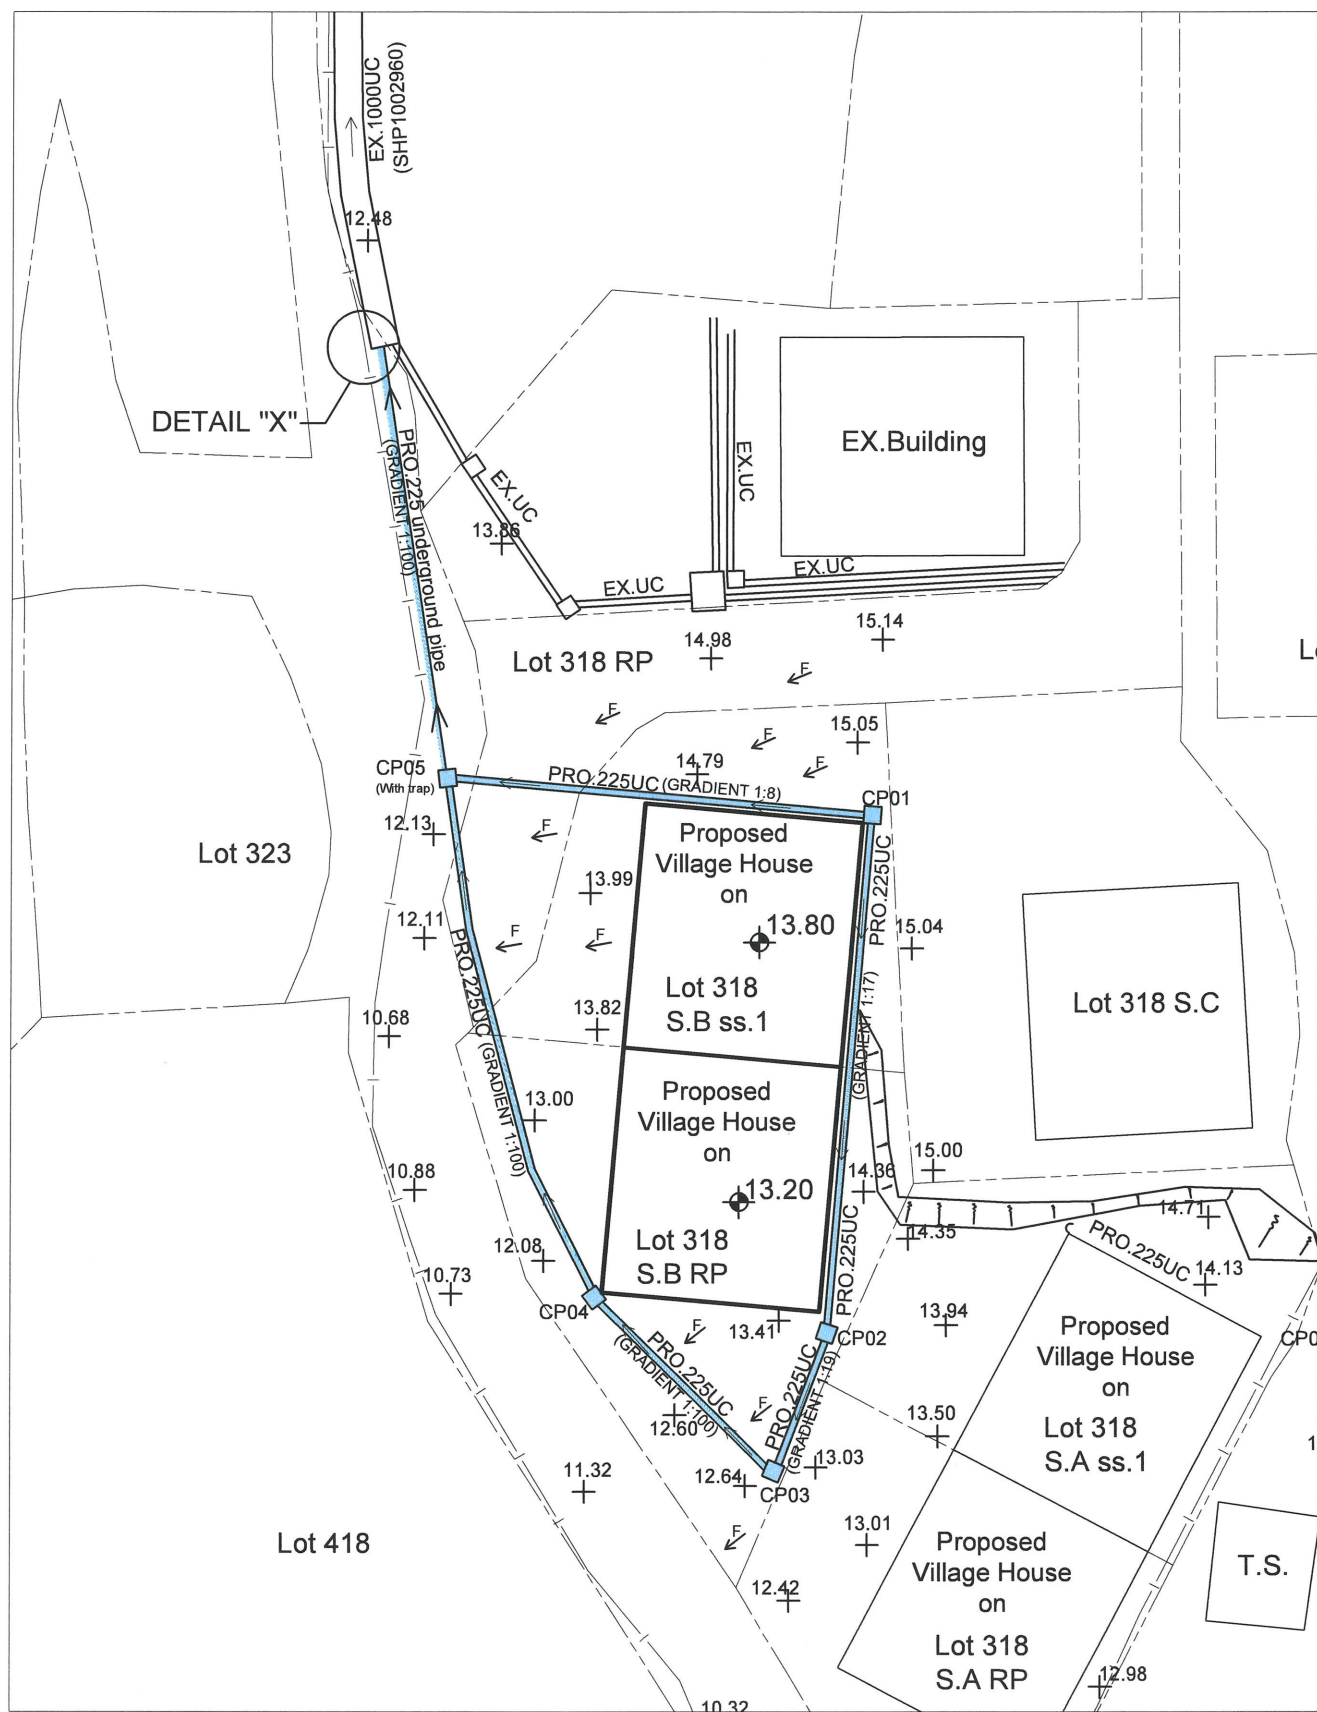 EX.1000UC
(SHP1002960)
12.48
DETAIL "X"
PRO.225 underground pipe
(GRADIENT 1:100)
EX.UC
13.86
EX.UC
EX.Building
EX.UC
EX.UC
14.98
15.14
Lot 318 RP
F
F
F
F
15.05
14.79
CP05
(With trap)
PRO.225UC (GRADIENT 1:8)
CP01
12.13
F
Lot 323
Proposed
Village House
on
13.80
Lot 318
S.B ss.1
PRO.225UC
(GRADIENT 1:17)
13.99
12.11
F
F
15.04
13.82
10.68
Lot 318 S.C
PRO.225UC (GRADIENT 1:100)
13.00
Proposed
Village House
on
13.20
Lot 318
S.B RP
10.88
14.36
15.00
14.35
14.71
PRO.225UC
14.13
12.08
10.73
CP04
PRO.225UC
13.41
F
CP02
13.94
CP0
Proposed
Village House
on
Lot 318
S.A ss.1
PRO.225UC
(GRADIENT 1:100)
PRO.225UC
(GRADIENT 1:19)
F
12.60
13.50
13.03
12.64
CP03
11.32
F
13.01
Lot 418
Proposed
Village House
on
Lot 318
S.A RP
T.S.
12.42
12.98
10.32